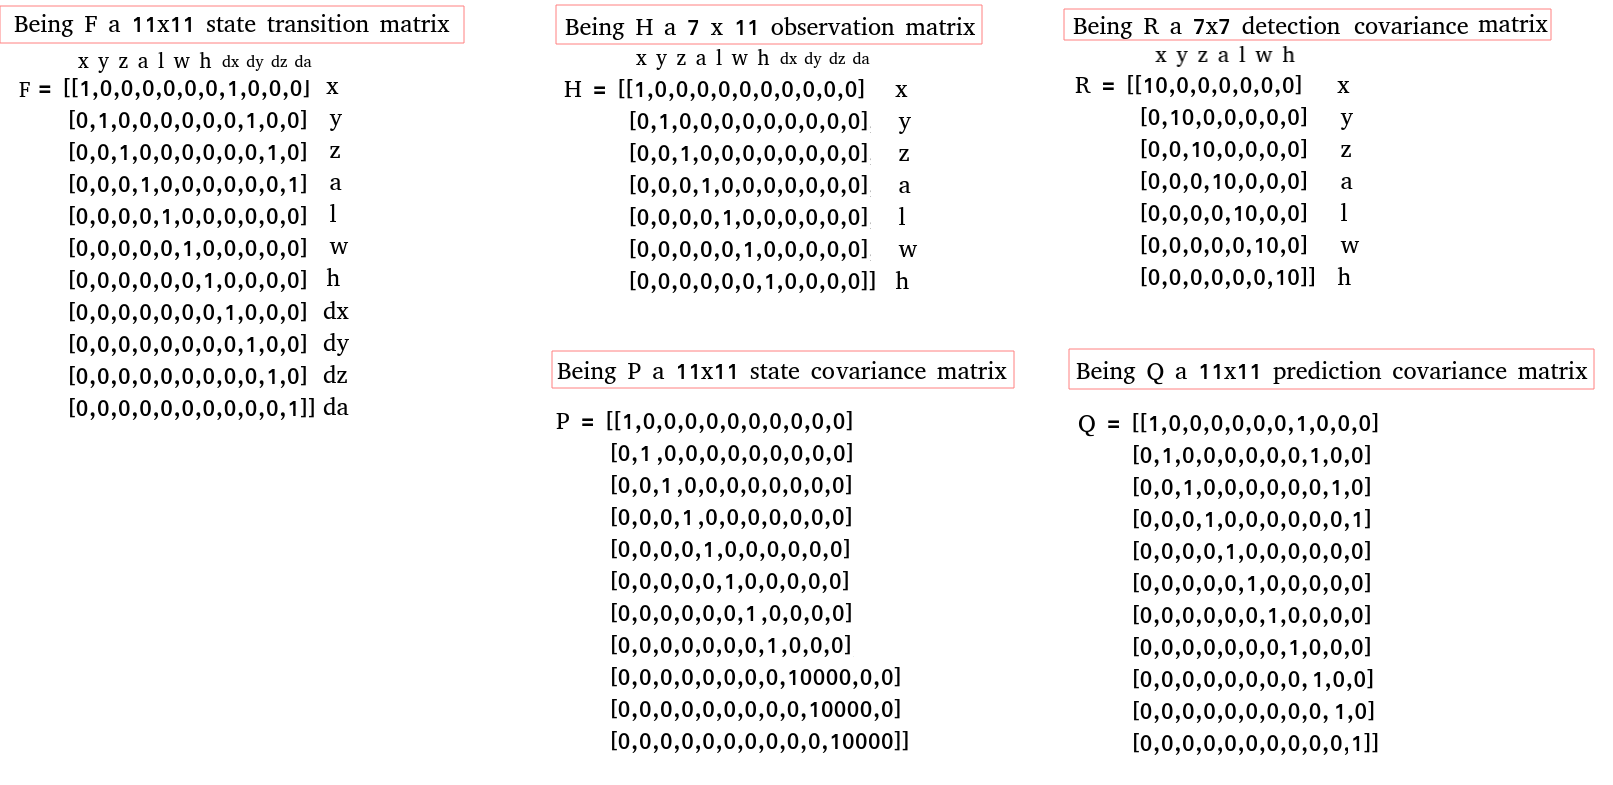 Being F a 11x11 state transition matrix
x y z a l w h dx dy dz da
F = [[1,0,0,0,0,0,0,1,0,0,0] x
[0,1,0,0,0,0,0,0,1,0,0] y
[0,0,1,0,0,0,0,0,0,1,0] z
[0,0,0,1,0,0,0,0,0,0,1] a
[0,0,0,0,1,0,0,0,0,0,0] l
[0,0,0,0,0,1,0,0,0,0,0] w
[0,0,0,0,0,0,1,0,0,0,0] h
[0,0,0,0,0,0,0,1,0,0,0] dx
[0,0,0,0,0,0,0,0,1,0,0] dy
[0,0,0,0,0,0,0,0,0,1,0] dz
[0,0,0,0,0,0,0,0,0,0,1]] da
Being H a 7 x 11 observation matrix
x y z a l w h dx dy dz da
H = [[1,0,0,0,0,0,0,0,0,0,0] x
[0,1,0,0,0,0,0,0,0,0,0] y
[0,0,1,0,0,0,0,0,0,0,0] z
[0,0,0,1,0,0,0,0,0,0,0] a
[0,0,0,0,1,0,0,0,0,0,0] l
[0,0,0,0,0,1,0,0,0,0,0] w
[0,0,0,0,0,0,1,0,0,0,0]] h
Being R a 7x7 detection covariance matrix
x y z a l w h
R = [[10,0,0,0,0,0,0] x
[0,10,0,0,0,0,0] y
[0,0,10,0,0,0,0] z
[0,0,0,10,0,0,0] a
[0,0,0,0,10,0,0] l
[0,0,0,0,0,10,0] w
[0,0,0,0,0,0,10]] h
Being P a 11x11 state covariance matrix
P = [[1,0,0,0,0,0,0,0,0,0,0]
[0,1 ,0,0,0,0,0,0,0,0,0]
[0,0,1 ,0,0,0,0,0,0,0,0]
[0,0,0,1 ,0,0,0,0,0,0,0]
[0,0,0,0,1,0,0,0,0,0,0]
[0,0,0,0,0,1,0,0,0,0,0]
[0,0,0,0,0,0,1 ,0,0,0,0]
[0,0,0,0,0,0,0,1 ,0,0,0]
[0,0,0,0,0,0,0,0,10000,0,0]
[0,0,0,0,0,0,0,0,0,10000,0]
[0,0,0,0,0,0,0,0,0,0,10000]]
Being Q a 11x11 prediction covariance matrix
Q = [[1,0,0,0,0,0,0,1,0,0,0]
[0,1,0,0,0,0,0,0,1,0,0]
[0,0,1,0,0,0,0,0,0,1,0]
[0,0,0,1,0,0,0,0,0,0,1]
[0,0,0,0,1,0,0,0,0,0,0]
[0,0,0,0,0,1,0,0,0,0,0]
[0,0,0,0,0,0,1,0,0,0,0]
[0,0,0,0,0,0,0,1,0,0,0]
[0,0,0,0,0,0,0,0, 1,0,0]
[0,0,0,0,0,0,0,0,0, 1,0]
[0,0,0,0,0,0,0,0,0,0,1]]